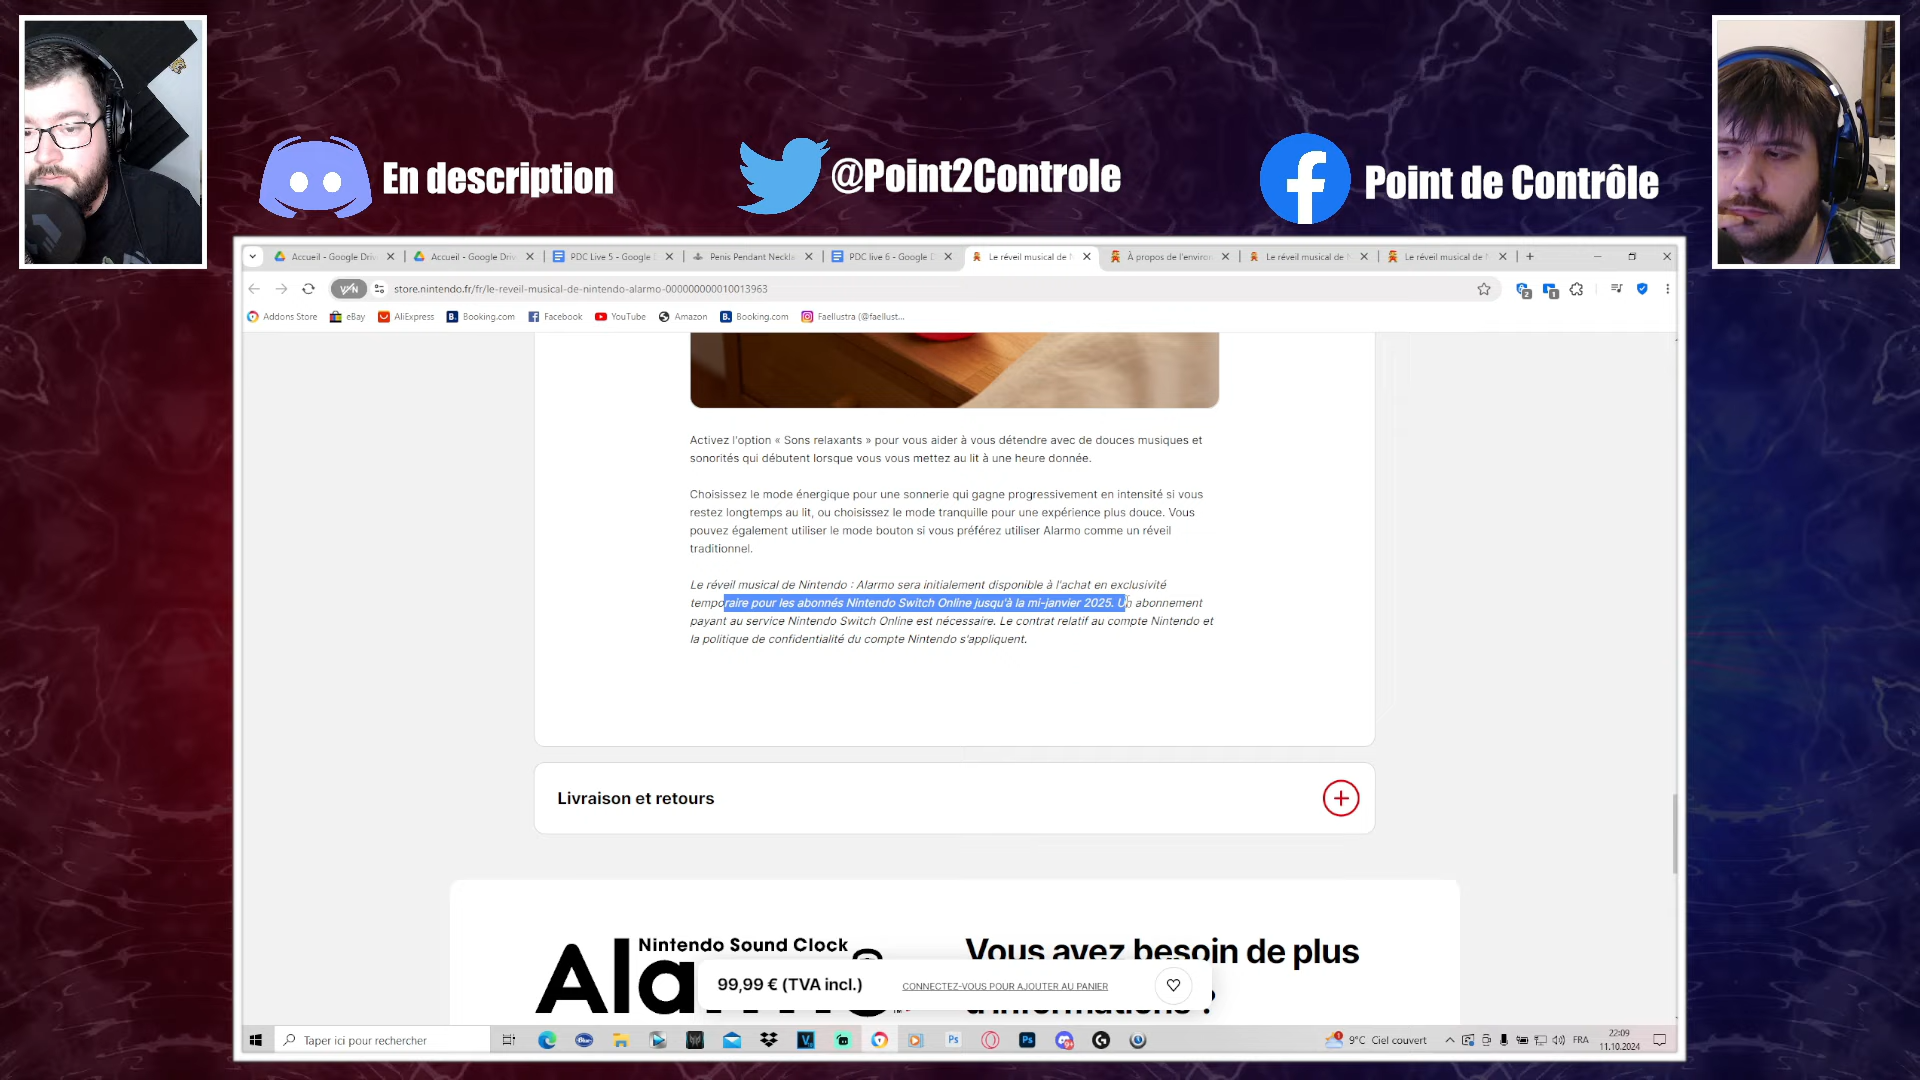 En description
@Point2Controle
Point de Contrôle
Accueil - Google Driv
Accueil - Google Driv
PDC Live 5 - Google D
Penis Pendant Neckla
PDC live 6 - Google D
Le réveil musical de N
À propos de l'environ
Le réveil musical de N
Le réveil musical de N
VPN
store.nintendo.fr/fr/le-reveil-musical-de-nintendo-alarmo-000000000010013963
Addons Store
eBay
AliExpress
Booking.com
Facebook
YouTube
Amazon
Booking.com
Faellustra (@faellust...
Activez l'option « Sons relaxants » pour vous aider à vous détendre avec de douces musiques et
sonorités qui débutent lorsque vous vous mettez au lit à une heure donnée.
Choisissez le mode énergique pour une sonnerie qui gagne progressivement en intensité si vous
restez longtemps au lit, ou choisissez le mode tranquille pour une expérience plus douce. Vous
pouvez également utiliser le mode bouton si vous préférez utiliser Alarmo comme un réveil
traditionnel.
Le réveil musical de Nintendo : Alarmo sera initialement disponible à l'achat en exclusivité
temporaire pour les abonnés Nintendo Switch Online jusqu'à la mi-janvier 2025. Un abonnement
payant au service Nintendo Switch Online est nécessaire. Le contrat relatif au compte Nintendo et
la politique de confidentialité du compte Nintendo s'appliquent.
Livraison et retours
Nintendo Sound Clock
Vous avez besoin de plus
d'informations ?
99,99 € (TVA incl.)
CONNECTEZ-VOUS POUR AJOUTER AU PANIER
Taper ici pour rechercher
9°C Ciel couvert
FRA
22:09
11.10.2024